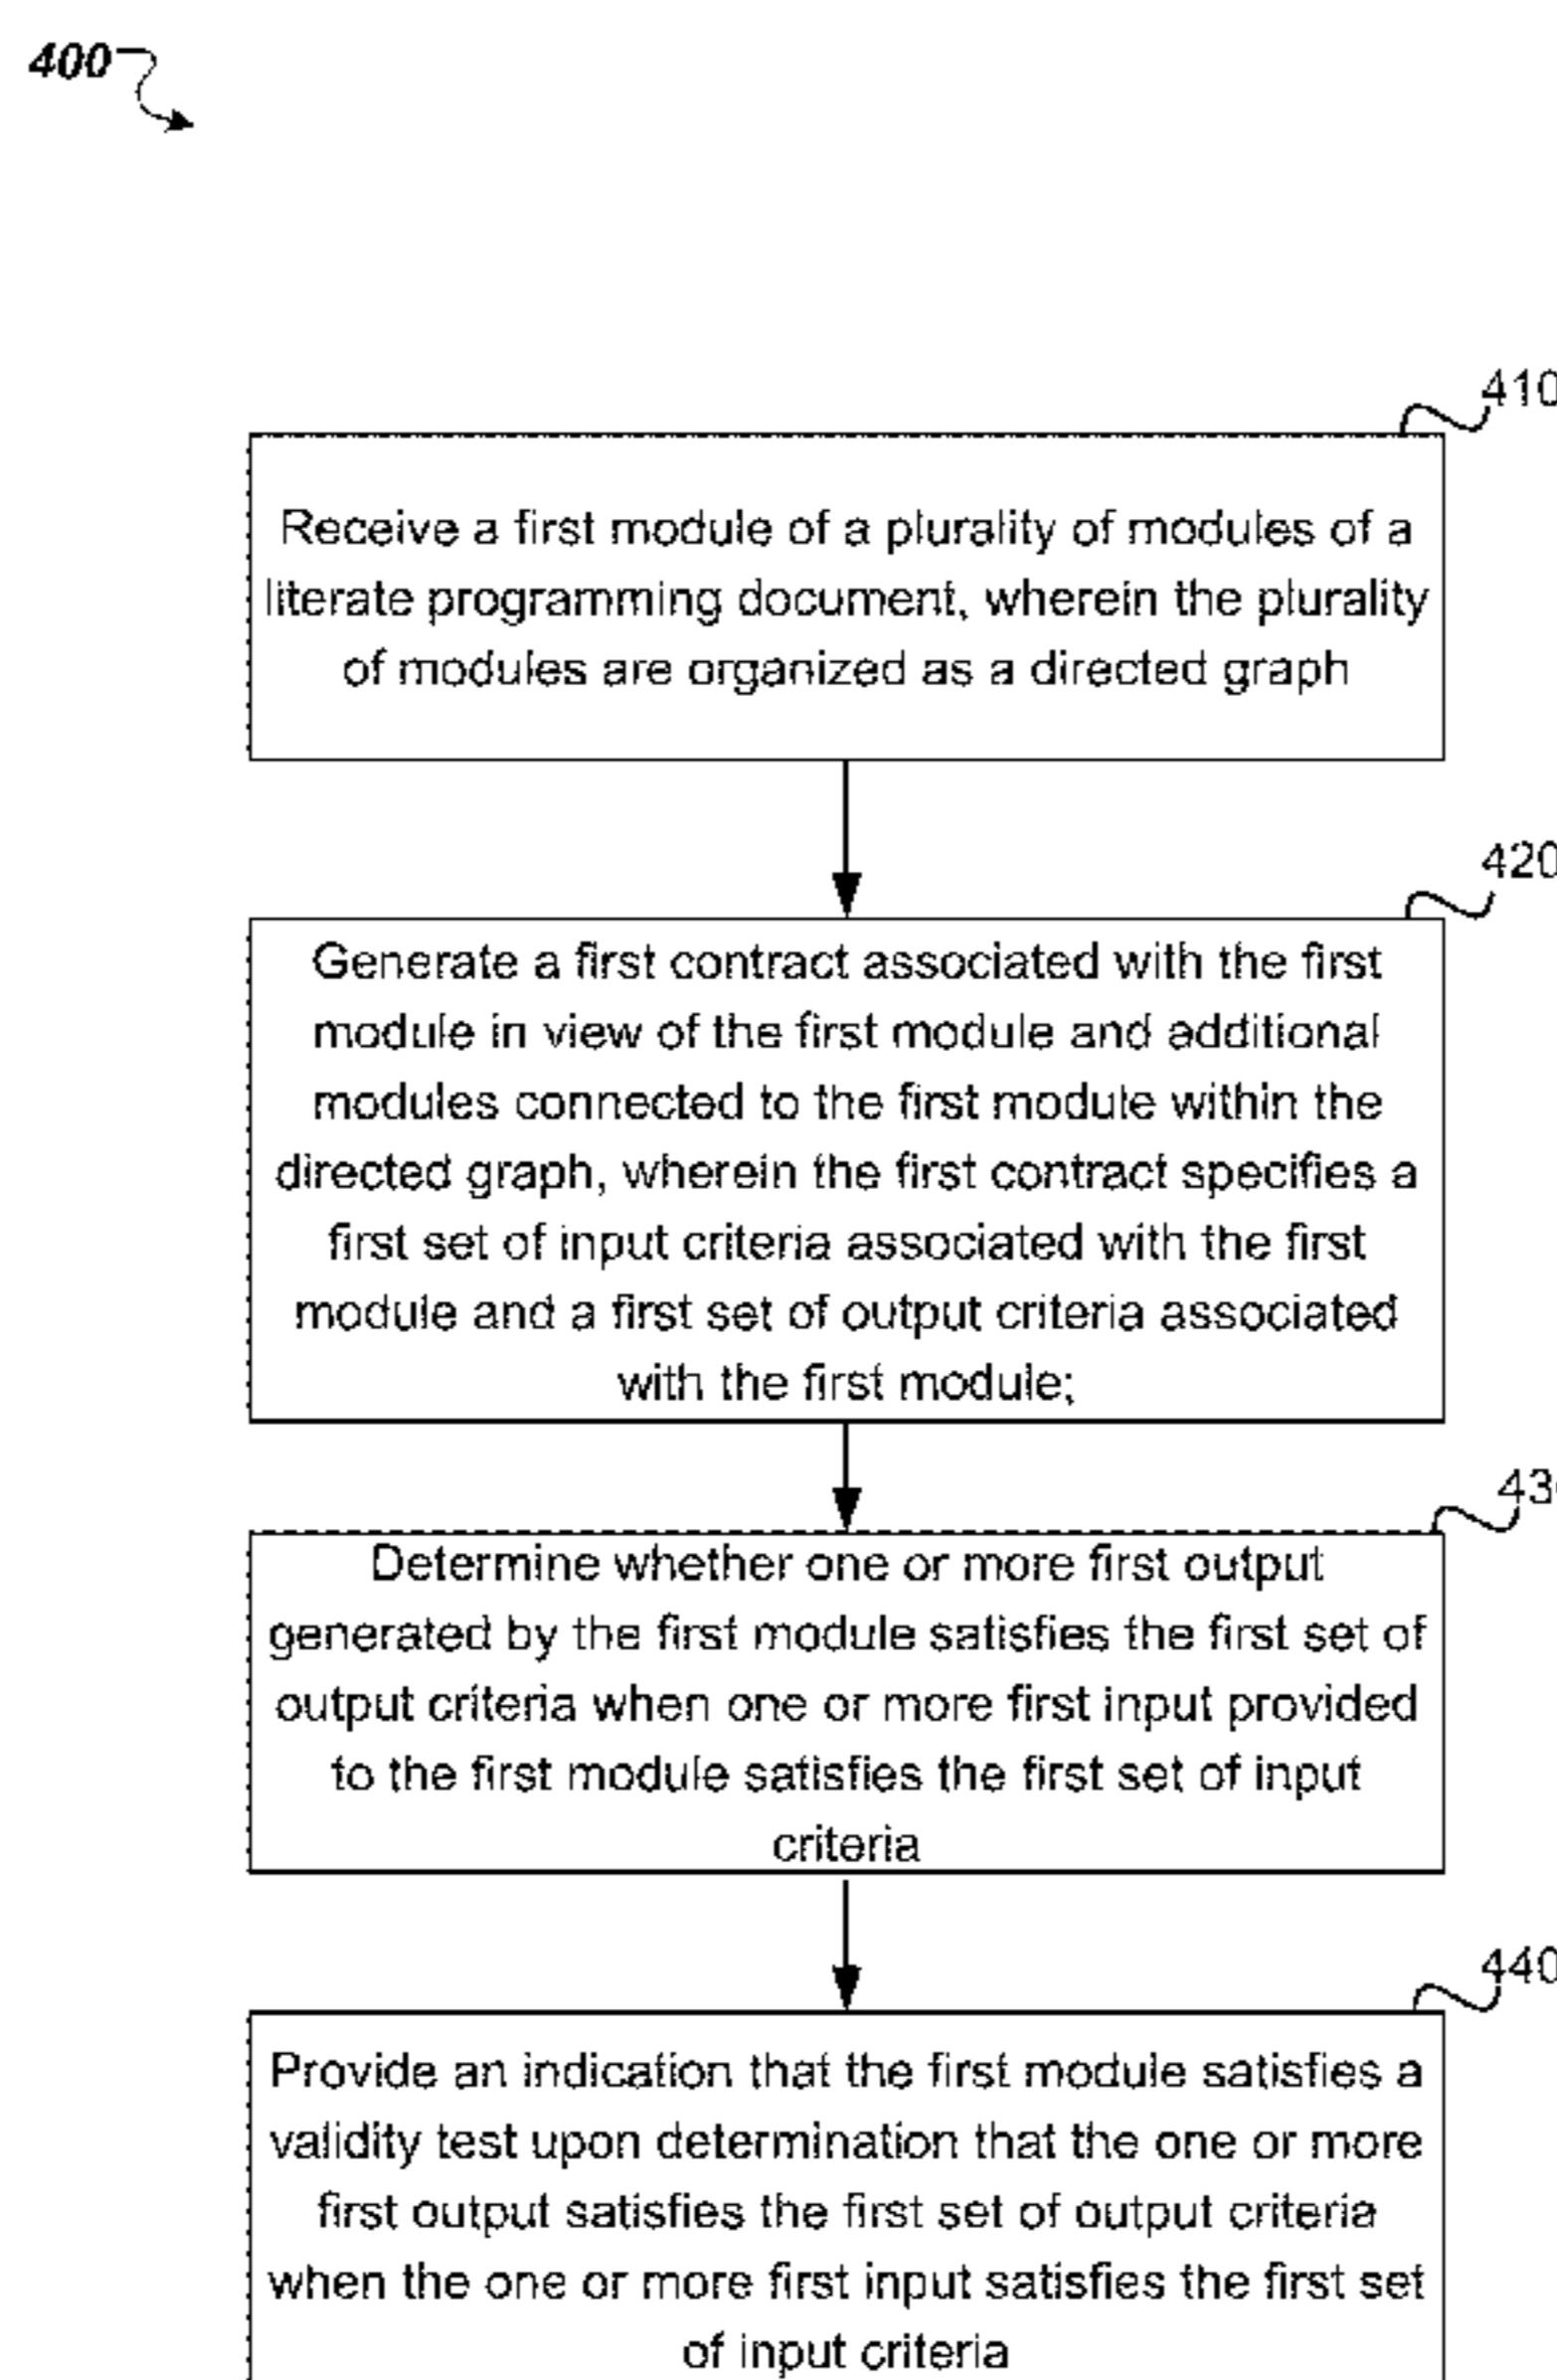 400
410
Receive a first module of a plurality of modules of a
literate programming document, wherein the plurality
of modules are organized as a directed graph
420
Generate a first contract associated with the first
module in view of the first module and additional
modules connected to the first module within the
directed graph, wherein the first contract specifies a
first set of input criteria associated with the first
module and a first set of output criteria associated
with the first module;
430
Determine whether one or more first output
generated by the first module satisfies the first set of
output criteria when one or more first input provided
to the first module satisfies the first set of input
criteria
440
Provide an indication that the first module satisfies a
validity test upon determination that the one or more
first output satisfies the first set of output criteria
when the one or more first input satisfies the first set
of input criteria